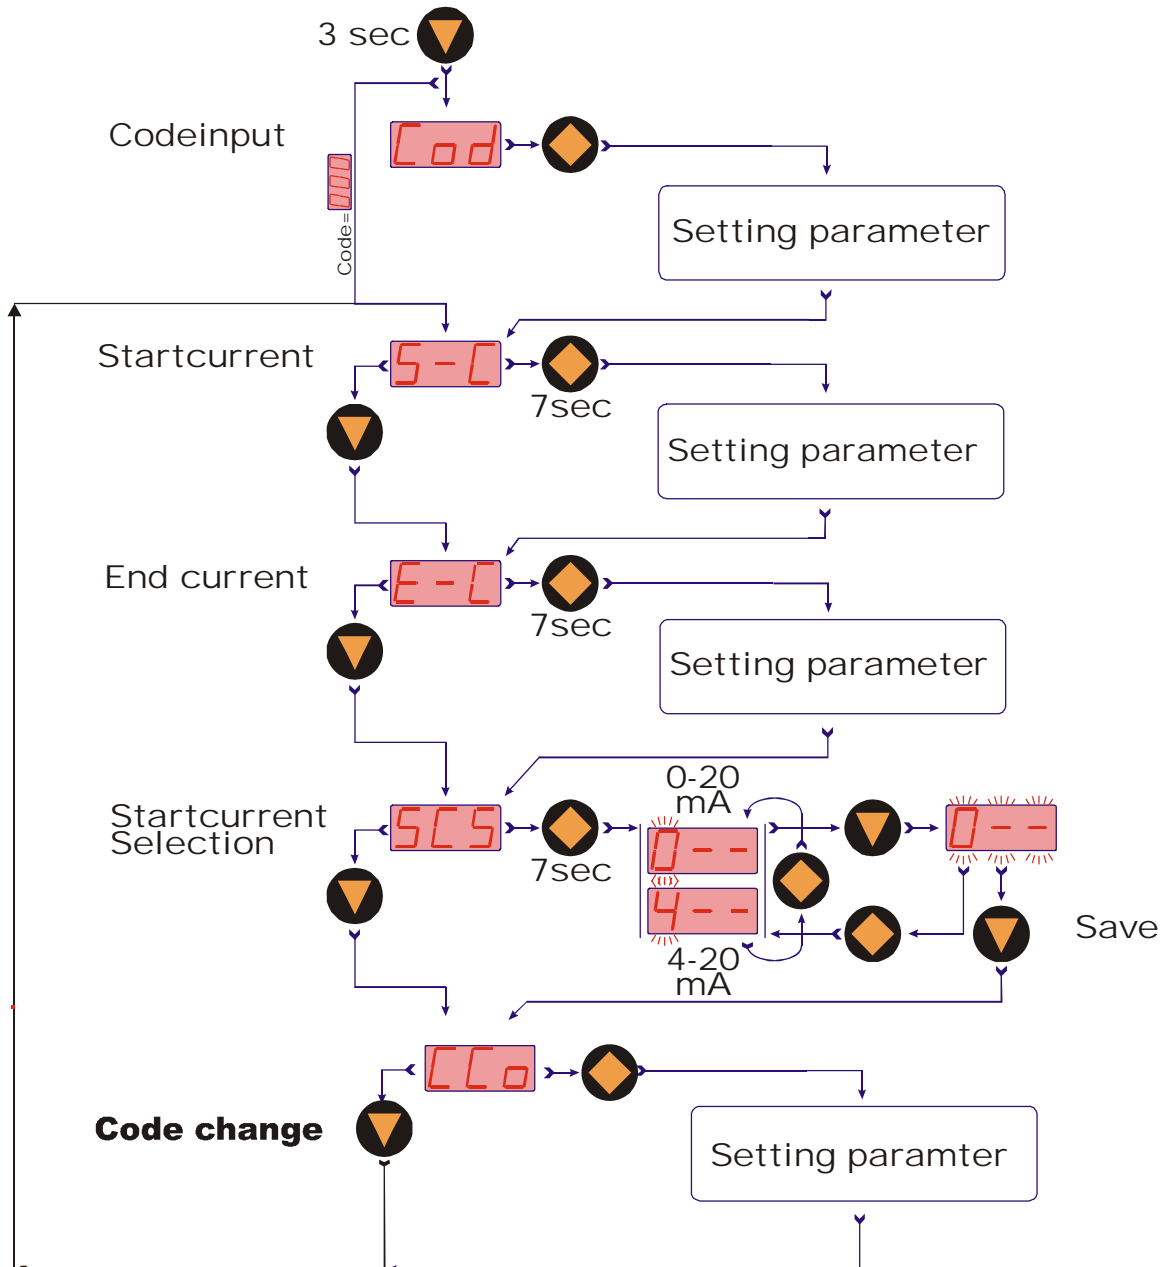 3 sec
Codeinput
Cod
Code=000
Setting parameter
Startcurrent
S-C
7sec
Setting parameter
End current
E-C
7sec
Setting parameter
0-20
mA
Startcurrent
Selection
SCS
7sec
0--
4--
0--
4-20
mA
Save
CCo
Code change
Setting paramter